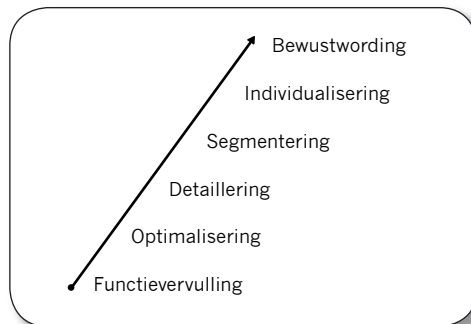 Bewustwording
Individualisering
Segmentering
Detaillering
Optimalisering
Functievervulling